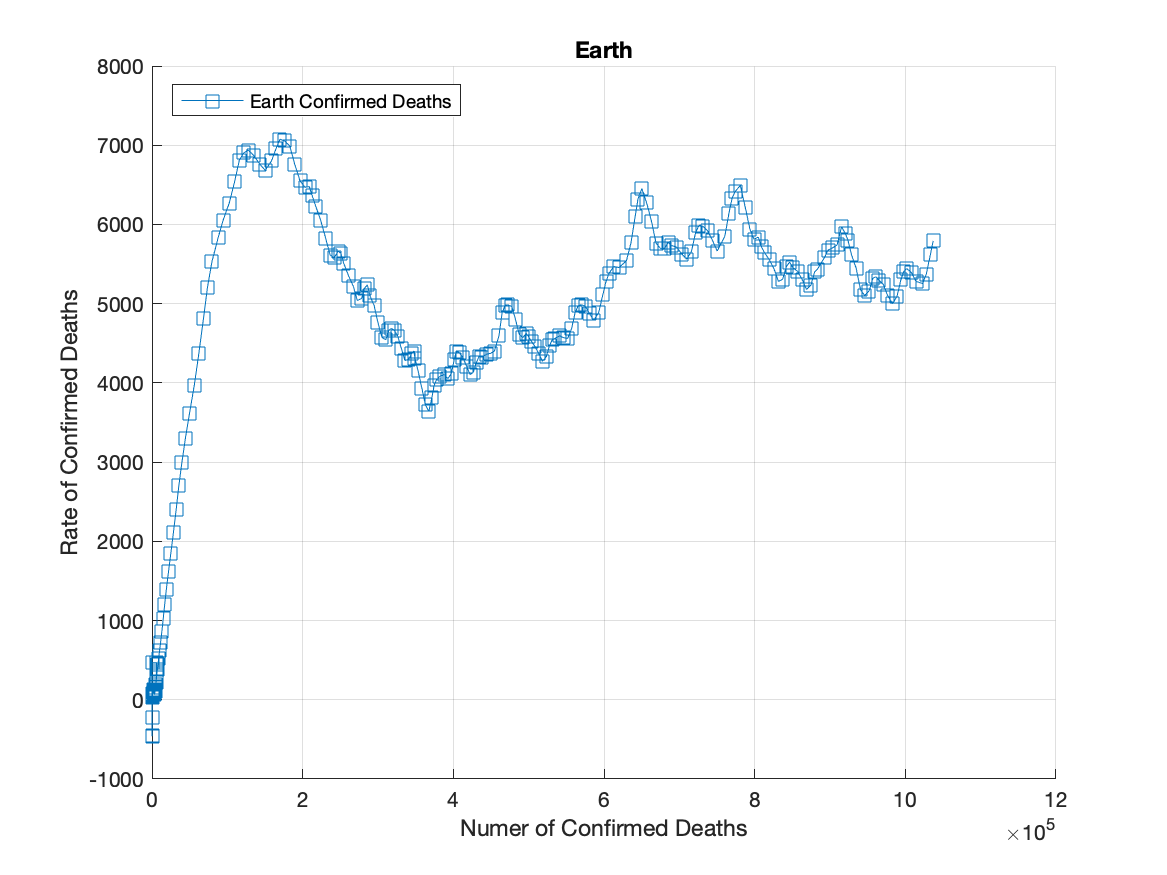 Earth
Earth Confirmed Deaths
8000
7000
6000
5000
4000
3000
2000
1000
0
-1000
Rate of Confirmed Deaths
0 2 4 6 8 10 12
Numer of Confirmed Deaths
×10^5